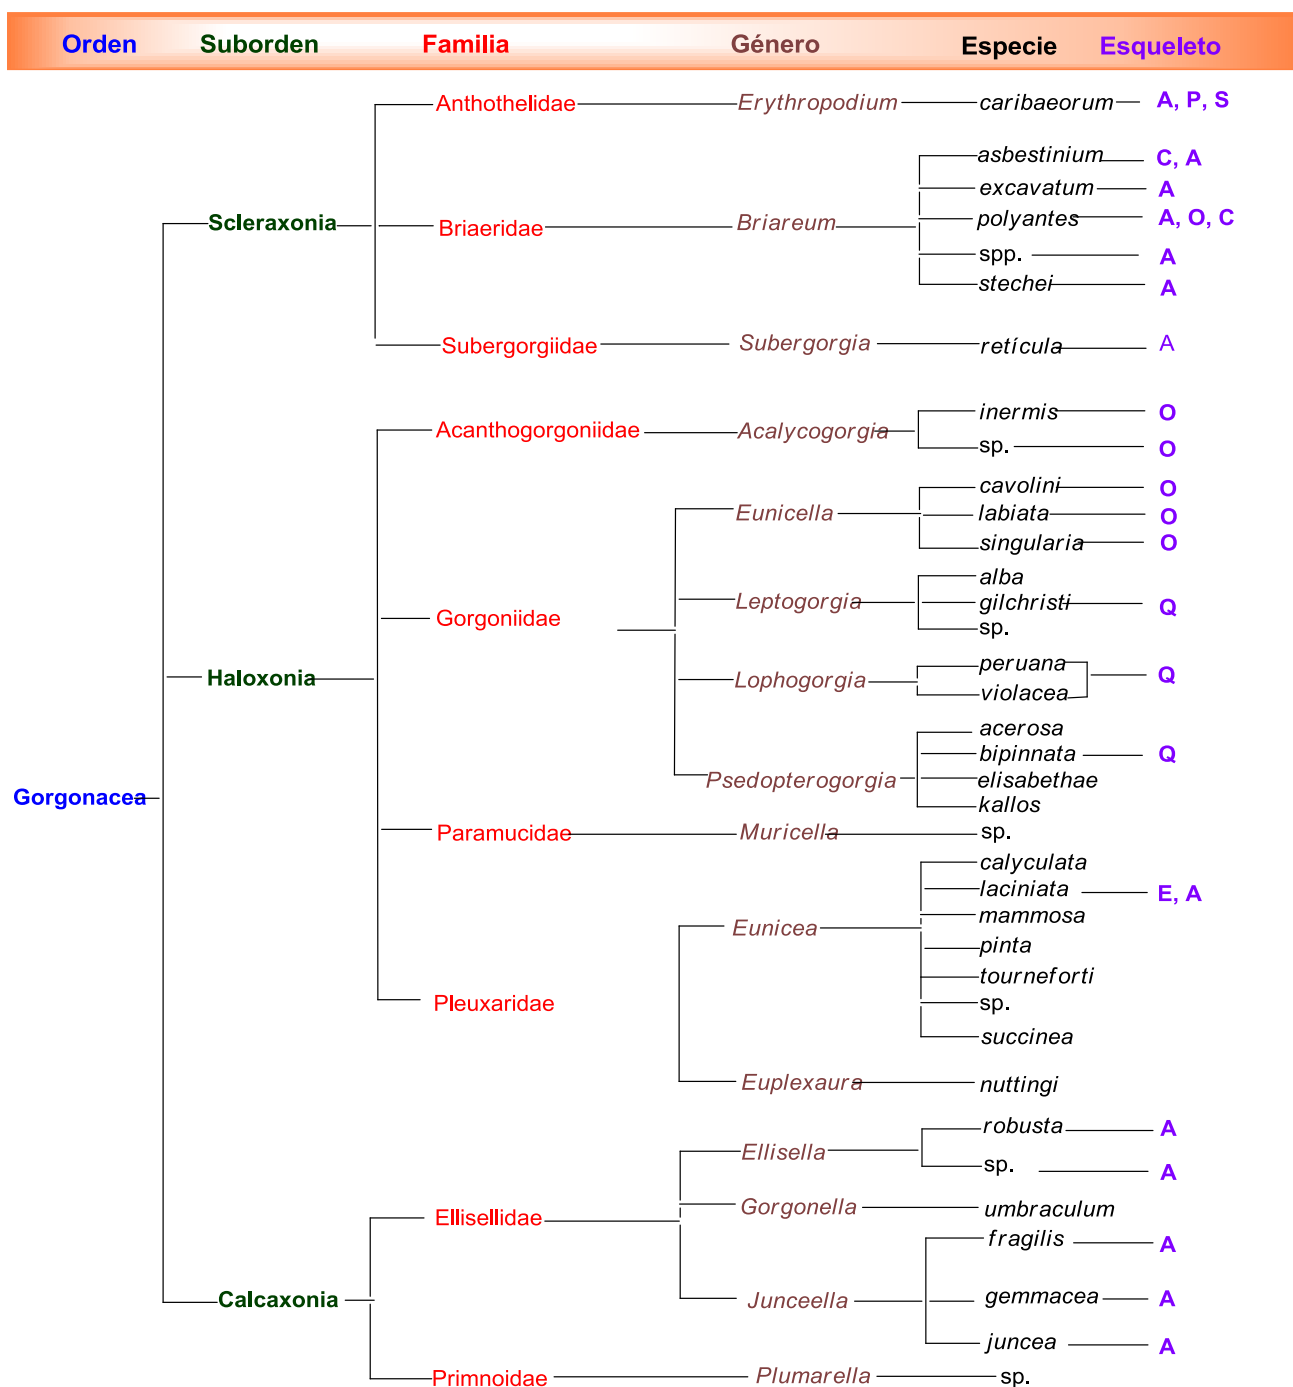 Orden Suborden Familia Género Especie Esqueleto
Anthothelidae Erythropodium caribaeorum A, P, S
asbestinium C, A
excavatum A
Scleraxonia Briaeridae Briareum polyantes A, O, C
spp. A
stechei A
Subergorgiidae Subergorgia retícula A
inermis O
Acanthogorgoniidae Acalycogorgia
sp. O
cavolini O
Eunicella labiata O
singularia O
alba
Leptogorgia gilchristi Q
Gorgoniidae
sp.
peruana
Haloxonia Lophogorgia Q
violacea
acerosa
bipinnata Q
Psedopterogorgia elisabethae
Gorgonacea
kallos
Paramucidae Muricella sp.
calyculata
laciniata E, A
mammosa
Eunicea
pinta
tourneforti
Pleuxaridae sp.
succinea
Euplexaura nuttingi
robusta A
Ellisella
sp. A
Gorgonella umbraculum
Ellisellidae
fragilis A
Calcaxonia Junceella gemmacea A
juncea A
Primnoidae Plumarella sp.